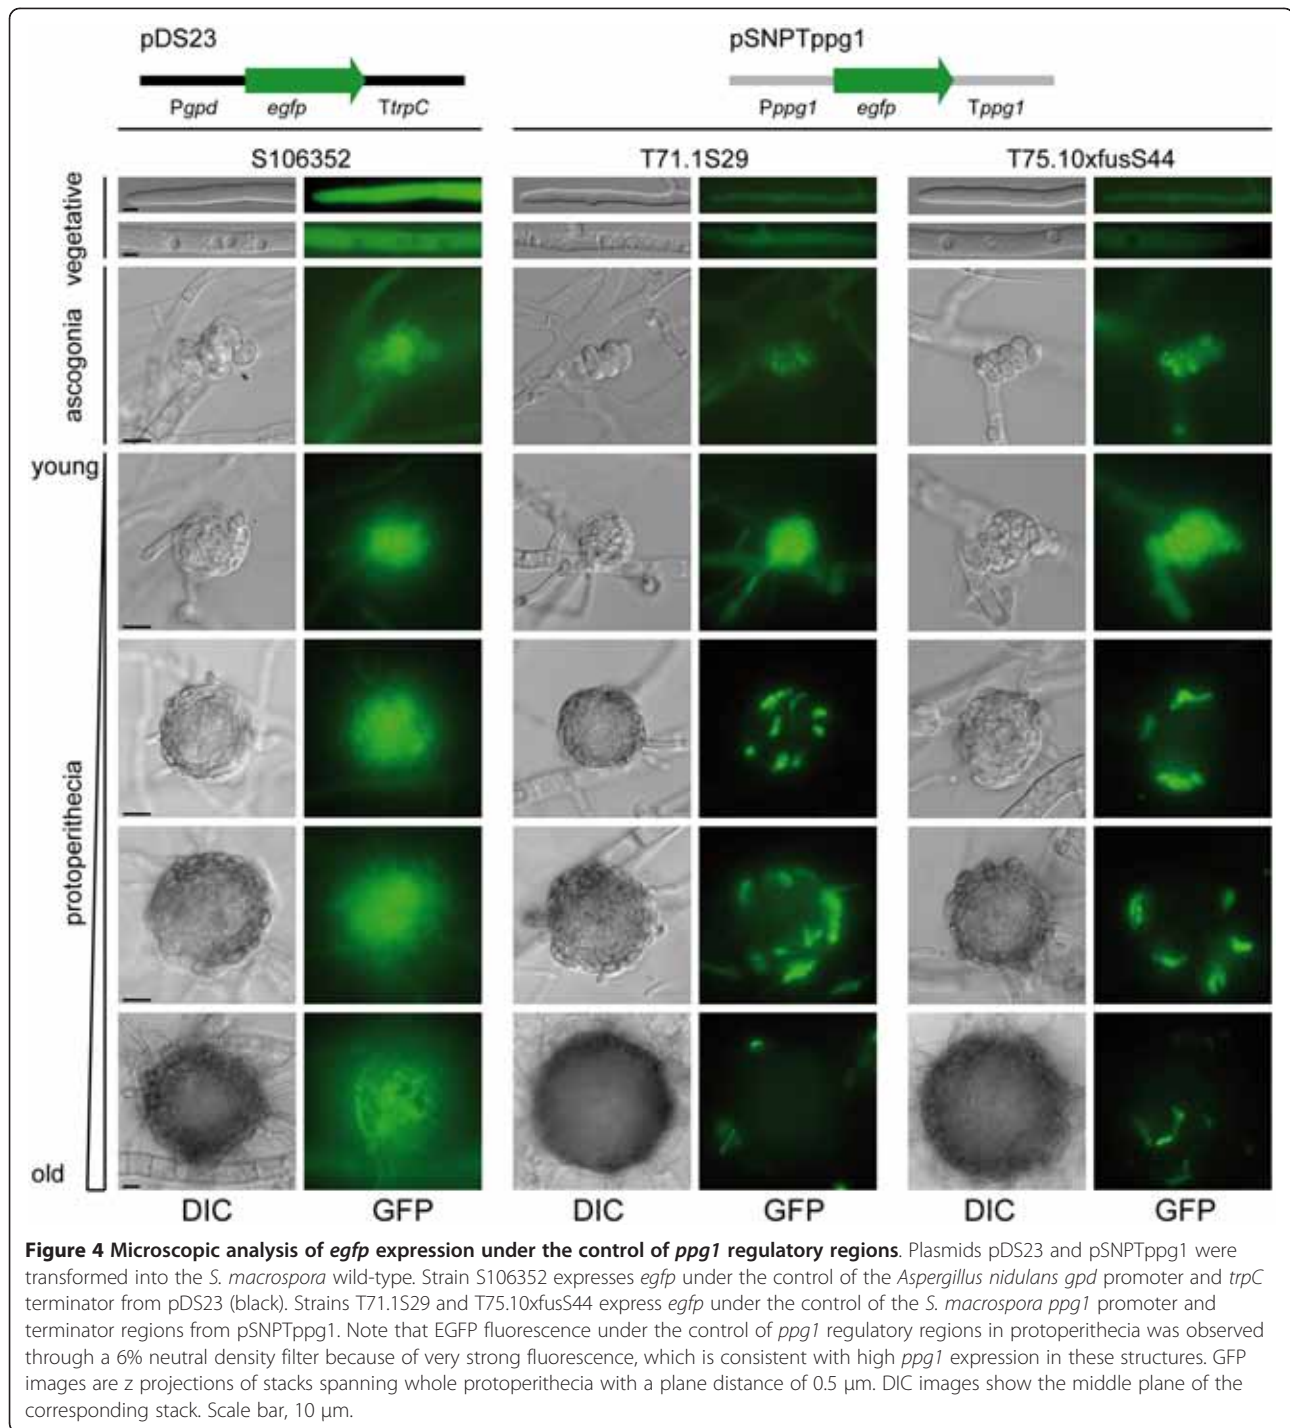 pDS23
pSNPTppg1
Pgpd egfp TtrpC
Pppg1 egfp Tppg1
S106352 T71.1S29 T75.10xfusS44
vegetative
ascogonia
young
protoperithecia
old
DIC GFP DIC GFP DIC GFP
Figure 4 Microscopic analysis of egfp expression under the control of ppg1 regulatory regions. Plasmids pDS23 and pSNPTppg1 were
transformed into the S. macrospora wild-type. Strain S106352 expresses egfp under the control of the Aspergillus nidulans gpd promoter and trpC
terminator from pDS23 (black). Strains T71.1S29 and T75.10xfusS44 express egfp under the control of the S. macrospora ppg1 promoter and
terminator regions from pSNPTppg1. Note that EGFP fluorescence under the control of ppg1 regulatory regions in protoperithecia was observed
through a 6% neutral density filter because of very strong fluorescence, which is consistent with high ppg1 expression in these structures. GFP
images are z projections of stacks spanning whole protoperithecia with a plane distance of 0.5 μm. DIC images show the middle plane of the
corresponding stack. Scale bar, 10 μm.